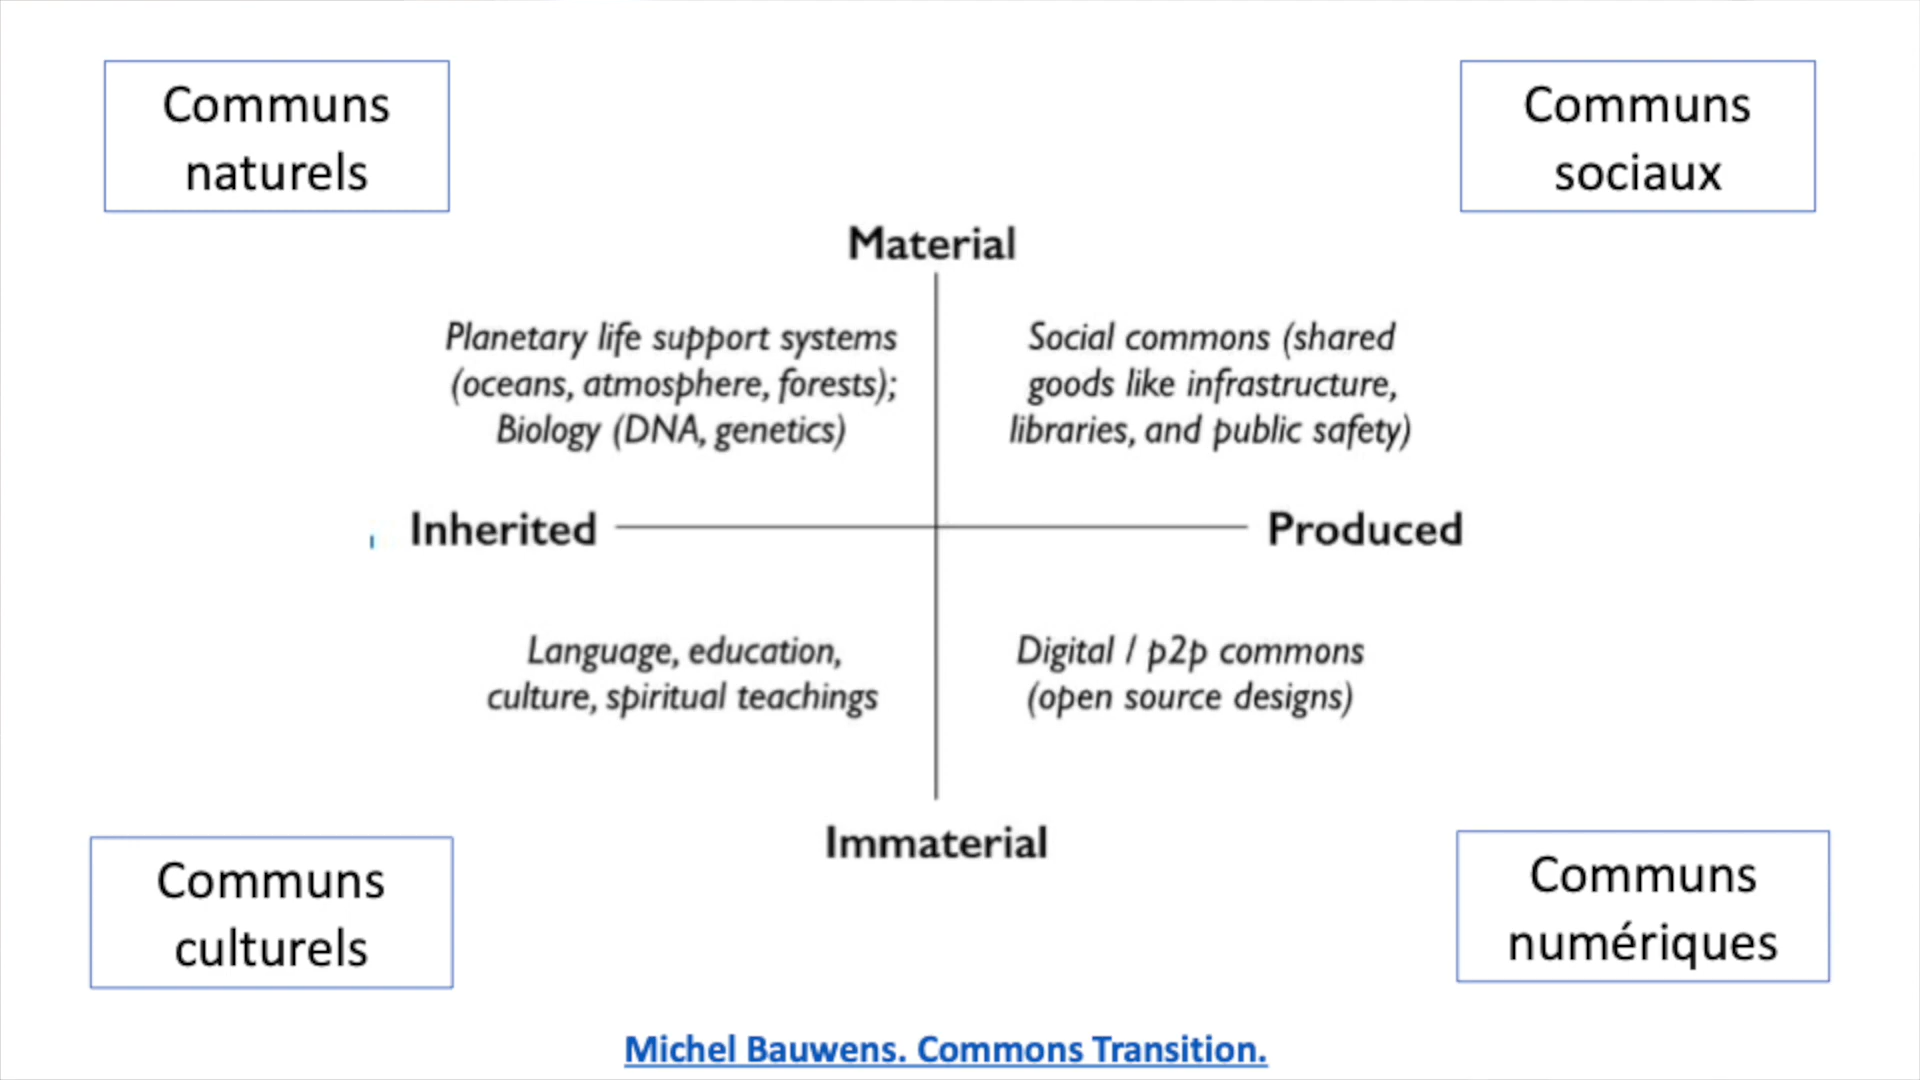 Communs
naturels
Communs
sociaux
Material
Planetary life support systems
(oceans, atmosphere, forests);
Biology (DNA, genetics)
Social commons (shared
goods like infrastructure,
libraries, and public safety)
Inherited
Produced
Language, education,
culture, spiritual teachings
Digital / p2p commons
(open source designs)
Immaterial
Communs
culturels
Communs
numériques
Michel Bauwens. Commons Transition.